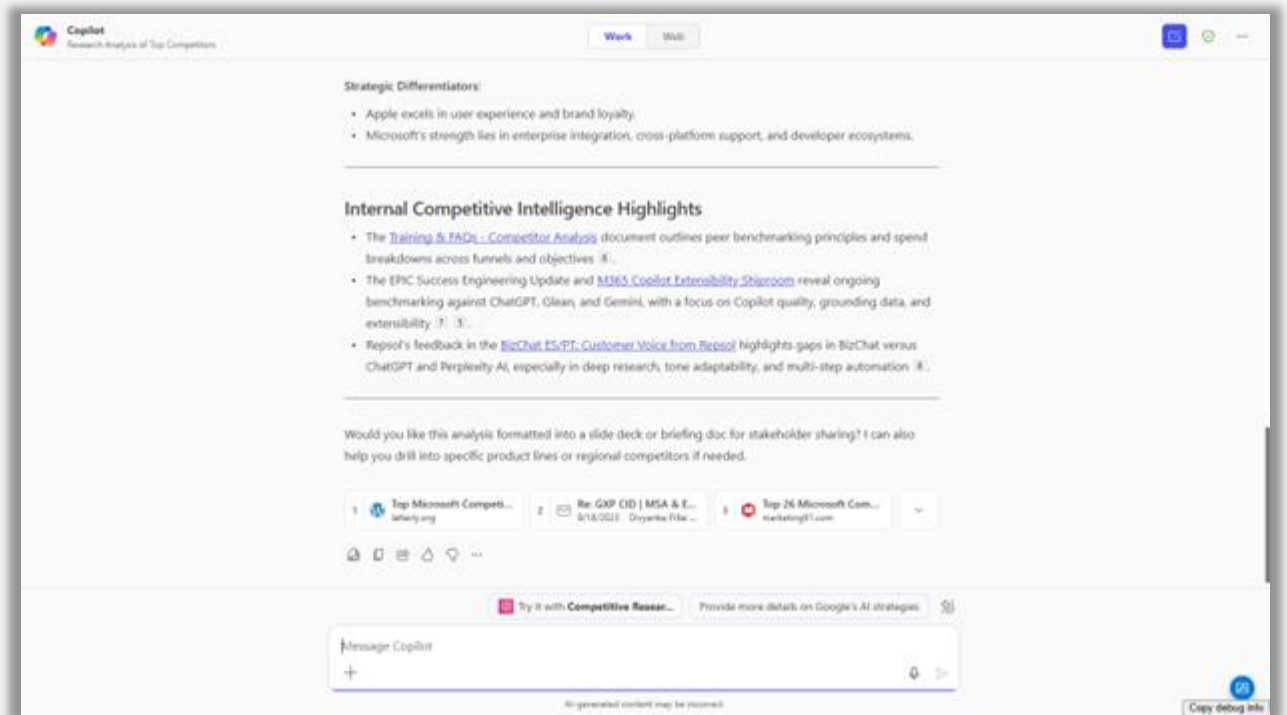 Copilot
Research Analysis of Top Competitors
Work Web
Strategic Differentiators:
• Apple excels in user experience and brand loyalty.
• Microsoft's strength lies in enterprise integration, cross-platform support, and developer ecosystems.
Internal Competitive Intelligence Highlights
• The Training & FAQs - Competitor Analysis document outlines peer benchmarking principles and spend
breakdowns across funnels and objectives
• The EPIC Success Engineering Update and M365 Copilot Extensibility Shiproom reveal ongoing
benchmarking against ChatGPT, Glean, and Gemini, with a focus on Copilot quality, grounding data, and
extensibility
• Repsol's feedback in the BizChat ES/PT: Customer Voice from Repsol highlights gaps in BizChat versus
ChatGPT and Perplexity AI, especially in deep research, tone adaptability, and multi-step automation
Would you like this analysis formatted into a slide deck or briefing doc for stakeholder sharing? I can also
help you drill into specific product lines or regional competitors if needed.
1 Top Microsoft Competi...
2 Re: GXP CID | MSA & E...
3 Top 26 Microsoft Com...
marketing91.com
Try it with Competitive Resear... Provide more details on Google's AI strategies
Message Copilot
AI-generated content may be incorrect
Copy debug info